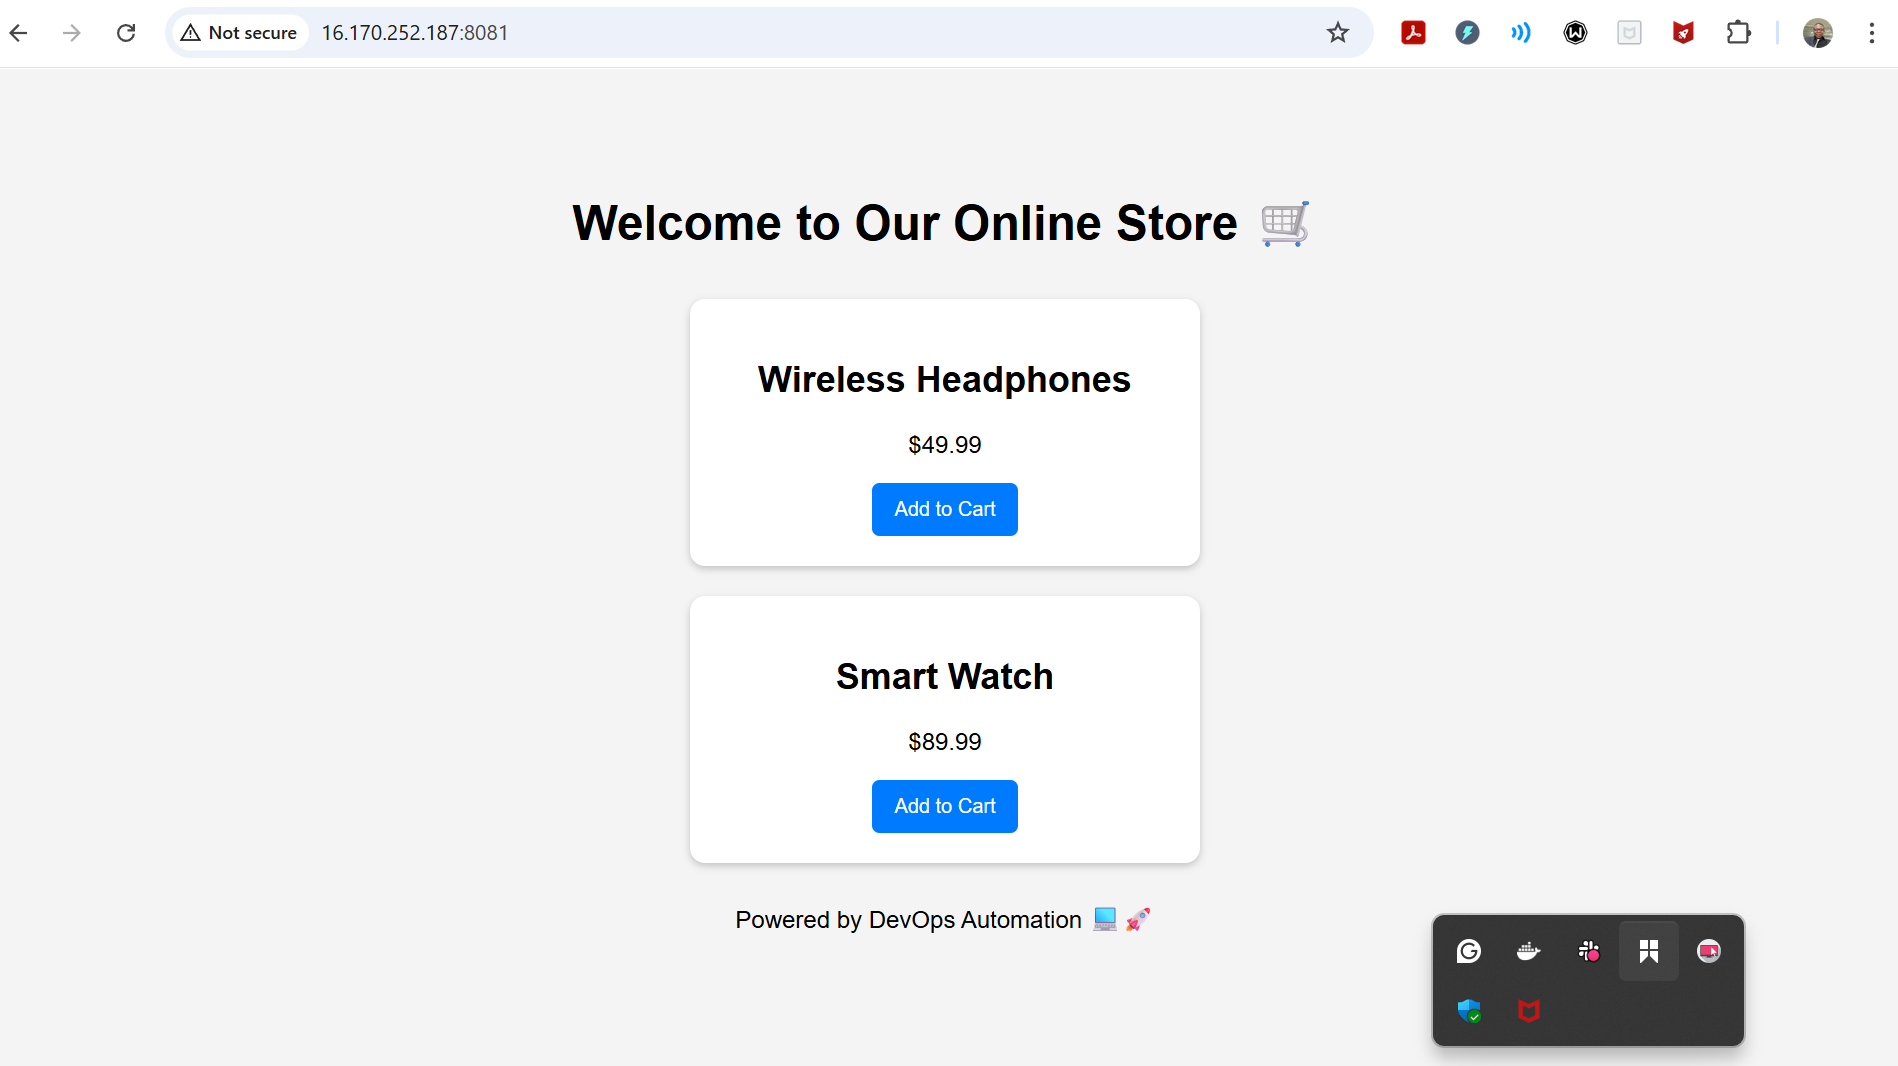 Not secure
16.170.252.187:8081
Welcome to Our Online Store 🛒
Wireless Headphones
$49.99
Add to Cart
Smart Watch
$89.99
Add to Cart
Powered by DevOps Automation 💻 🚀